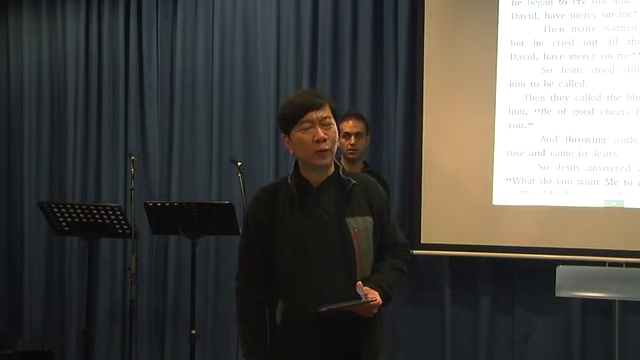 he began to cry out and
David, have mercy on me!
Then many warned
but he cried out all the
David, have mercy on me!"
So Jesus stood still
him to be called.
Then they called the
him, "Be of good cheer.
you."
And throwing aside
rose and came to Jesus.
So Jesus answered
"What do you want Me to